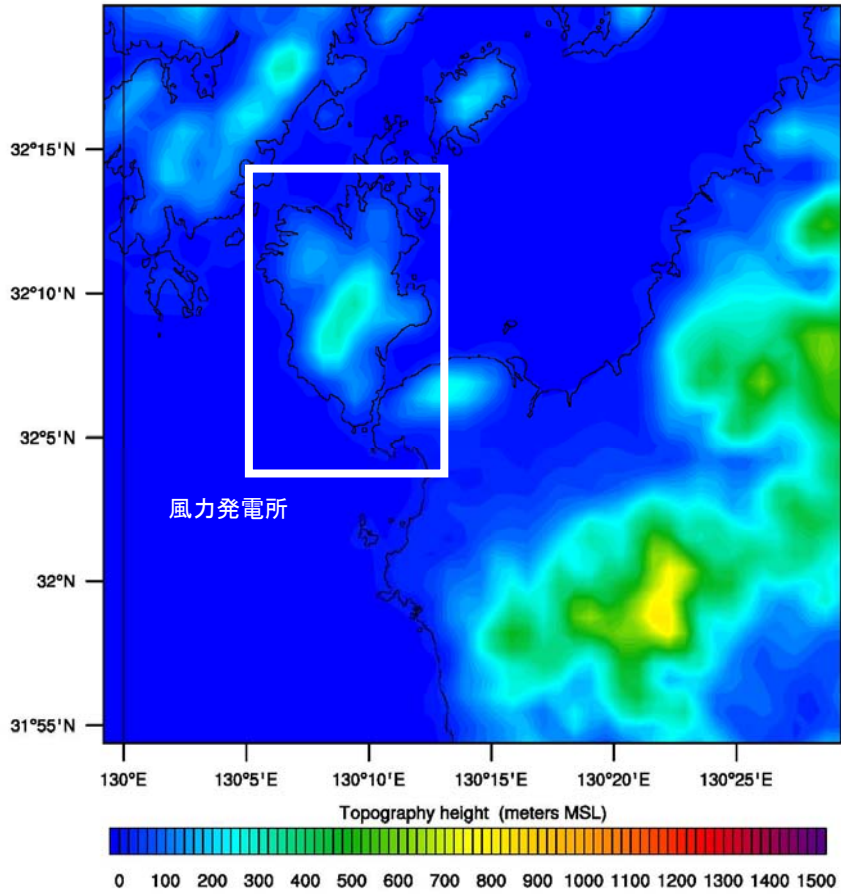 32°15'N
32°10'N
32°5'N
風力発電所
32°N
31°55'N
130°E 130°5'E 130°10'E 130°15'E 130°20'E 130°25'E
Topography height (meters MSL)
0 100 200 300 400 500 600 700 800 900 1000 1100 1200 1300 1400 1500